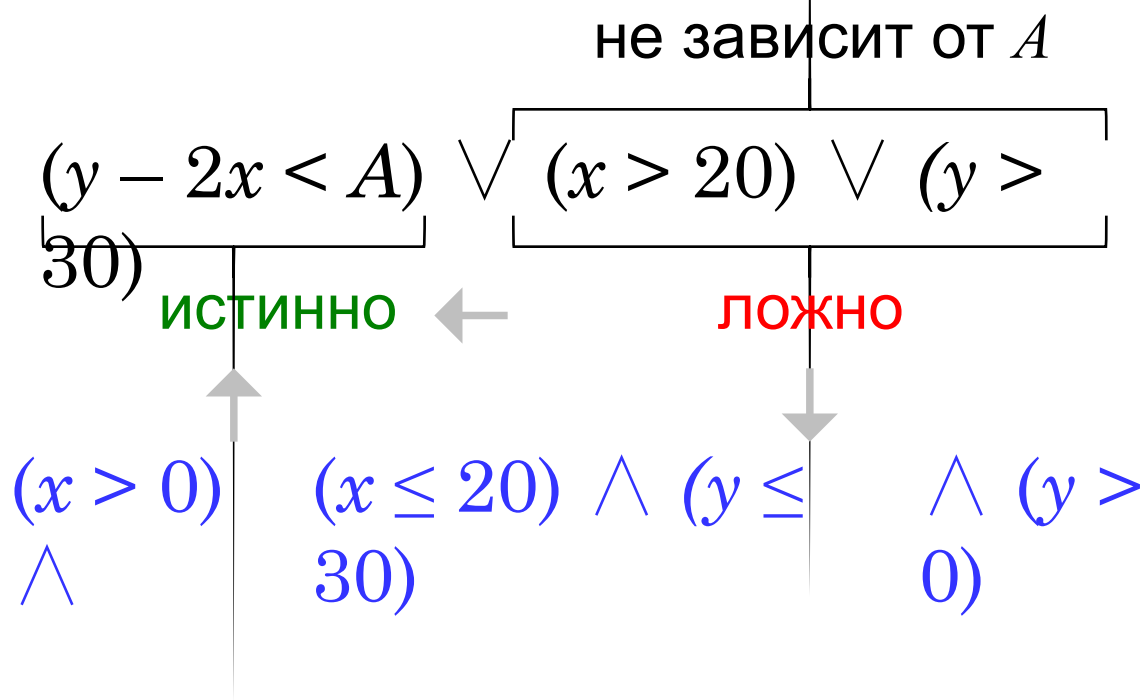 не зависит от A
(y – 2x < A) ∨ (x > 20) ∨ (y >
30)
истинно ложно
(x > 0) (x ≤ 20) ∧ (y ≤ ∧ (y >
∧ 30) 0)